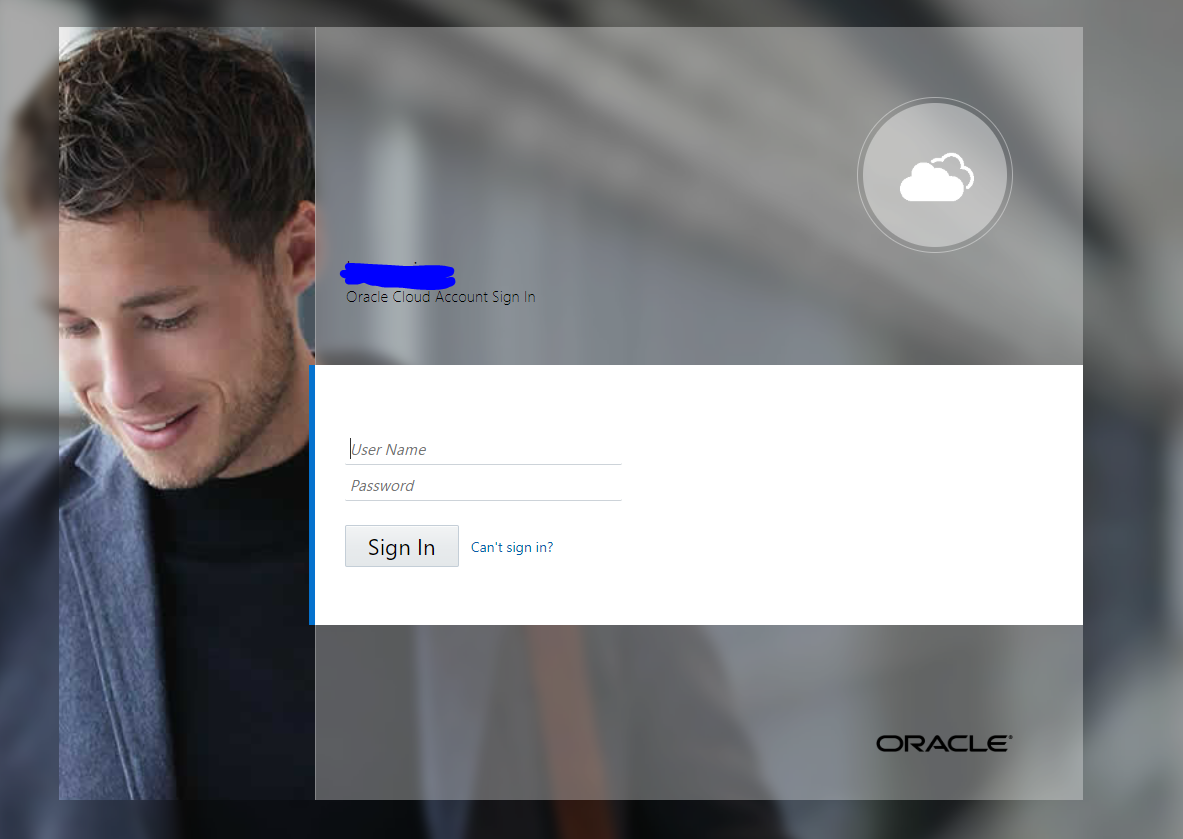 Oracle Cloud Account Sign In
User Name
Password
Sign In
Can't sign in?
ORACLE®